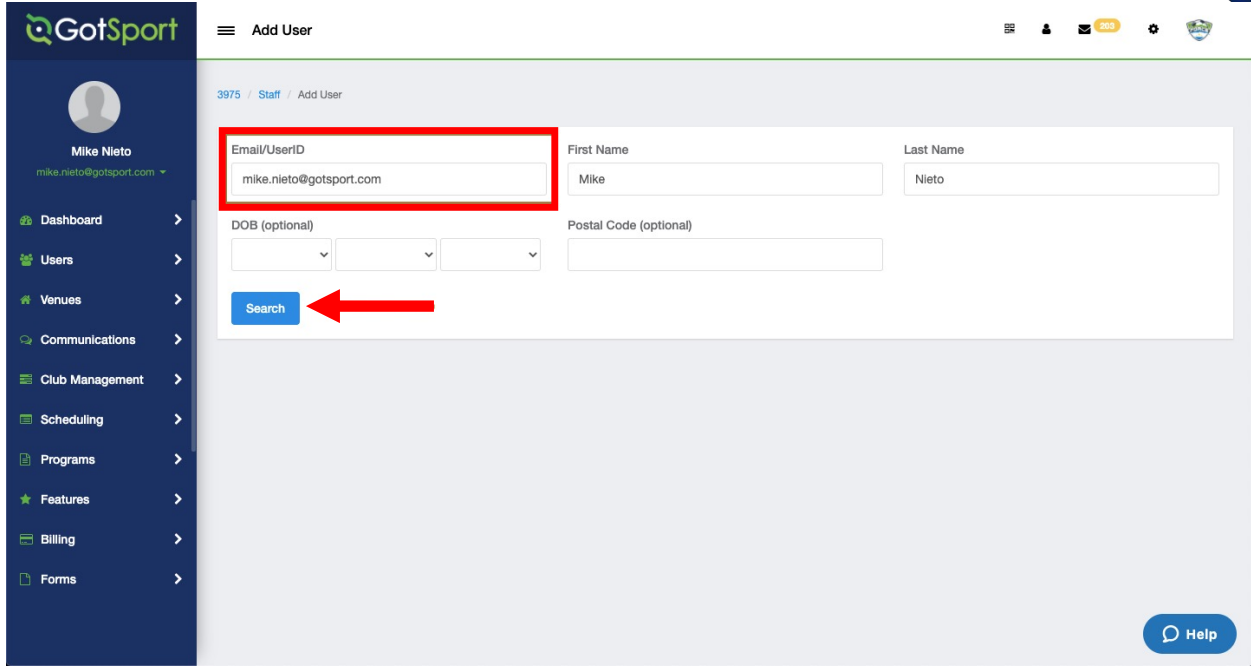 GotSport
Add User
203
Mike Nieto
mike.nieto@gotsport.com
Dashboard
Users
Venues
Communications
Club Management
Scheduling
Programs
Features
Billing
Forms
3975 / Staff / Add User
Email/UserID
First Name
Last Name
mike.nieto@gotsport.com
Mike
Nieto
DOB (optional)
Postal Code (optional)
Search
Help